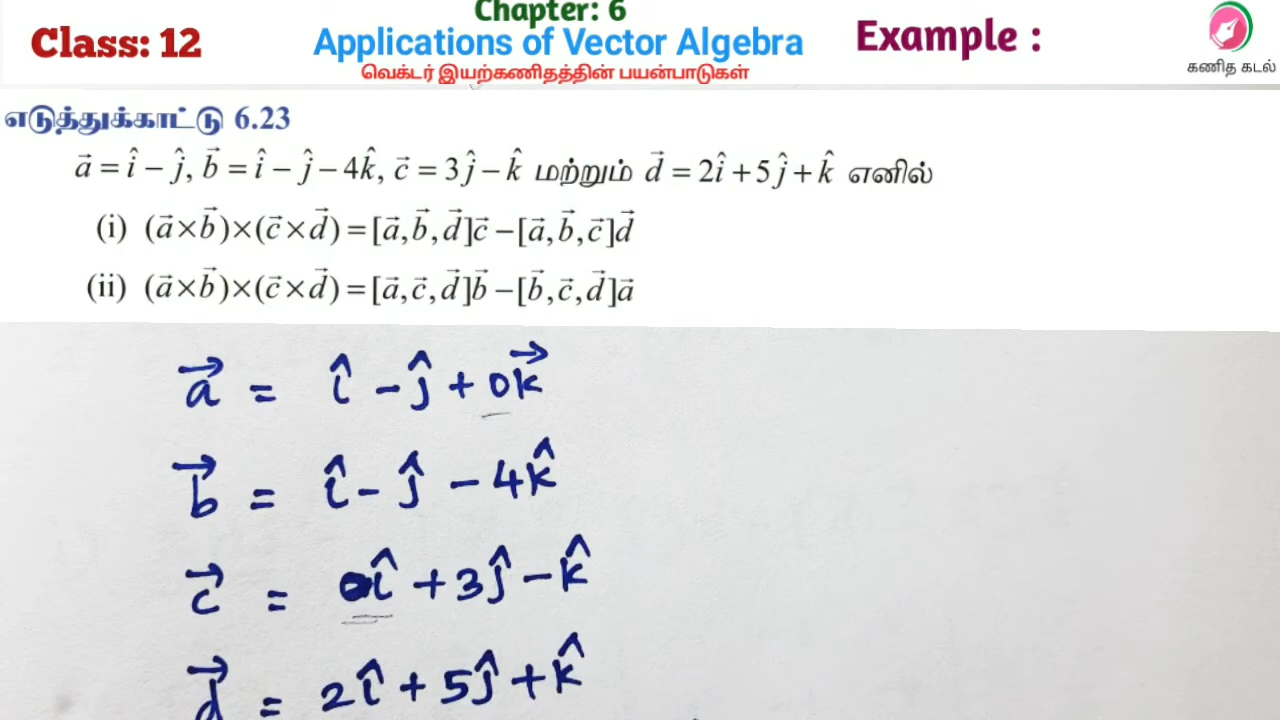 Chapter: 6
Class: 12
Applications of Vector Algebra
Example :
வெக்டர் இயற்கணிதத்தின் பயன்பாடுகள்
கணித கடல்
எடுத்துக்காட்டு 6.23
a⃗ = î − ĵ, b⃗ = î − ĵ − 4k̂, c⃗ = 3ĵ − k̂ மற்றும் d⃗ = 2î + 5ĵ + k̂ எனில்
(i) (a⃗ × b⃗) × (c⃗ × d⃗) = [a⃗, b⃗, d⃗]c⃗ − [a⃗, b⃗, c⃗]d⃗
(ii) (a⃗ × b⃗) × (c⃗ × d⃗) = [a⃗, c⃗, d⃗]b⃗ − [b⃗, c⃗, d⃗]a⃗
a⃗ = î − ĵ + 0k⃗
b⃗ = î − ĵ − 4k̂
c⃗ = 0î + 3ĵ − k̂
d⃗ = 2î + 5ĵ + k̂